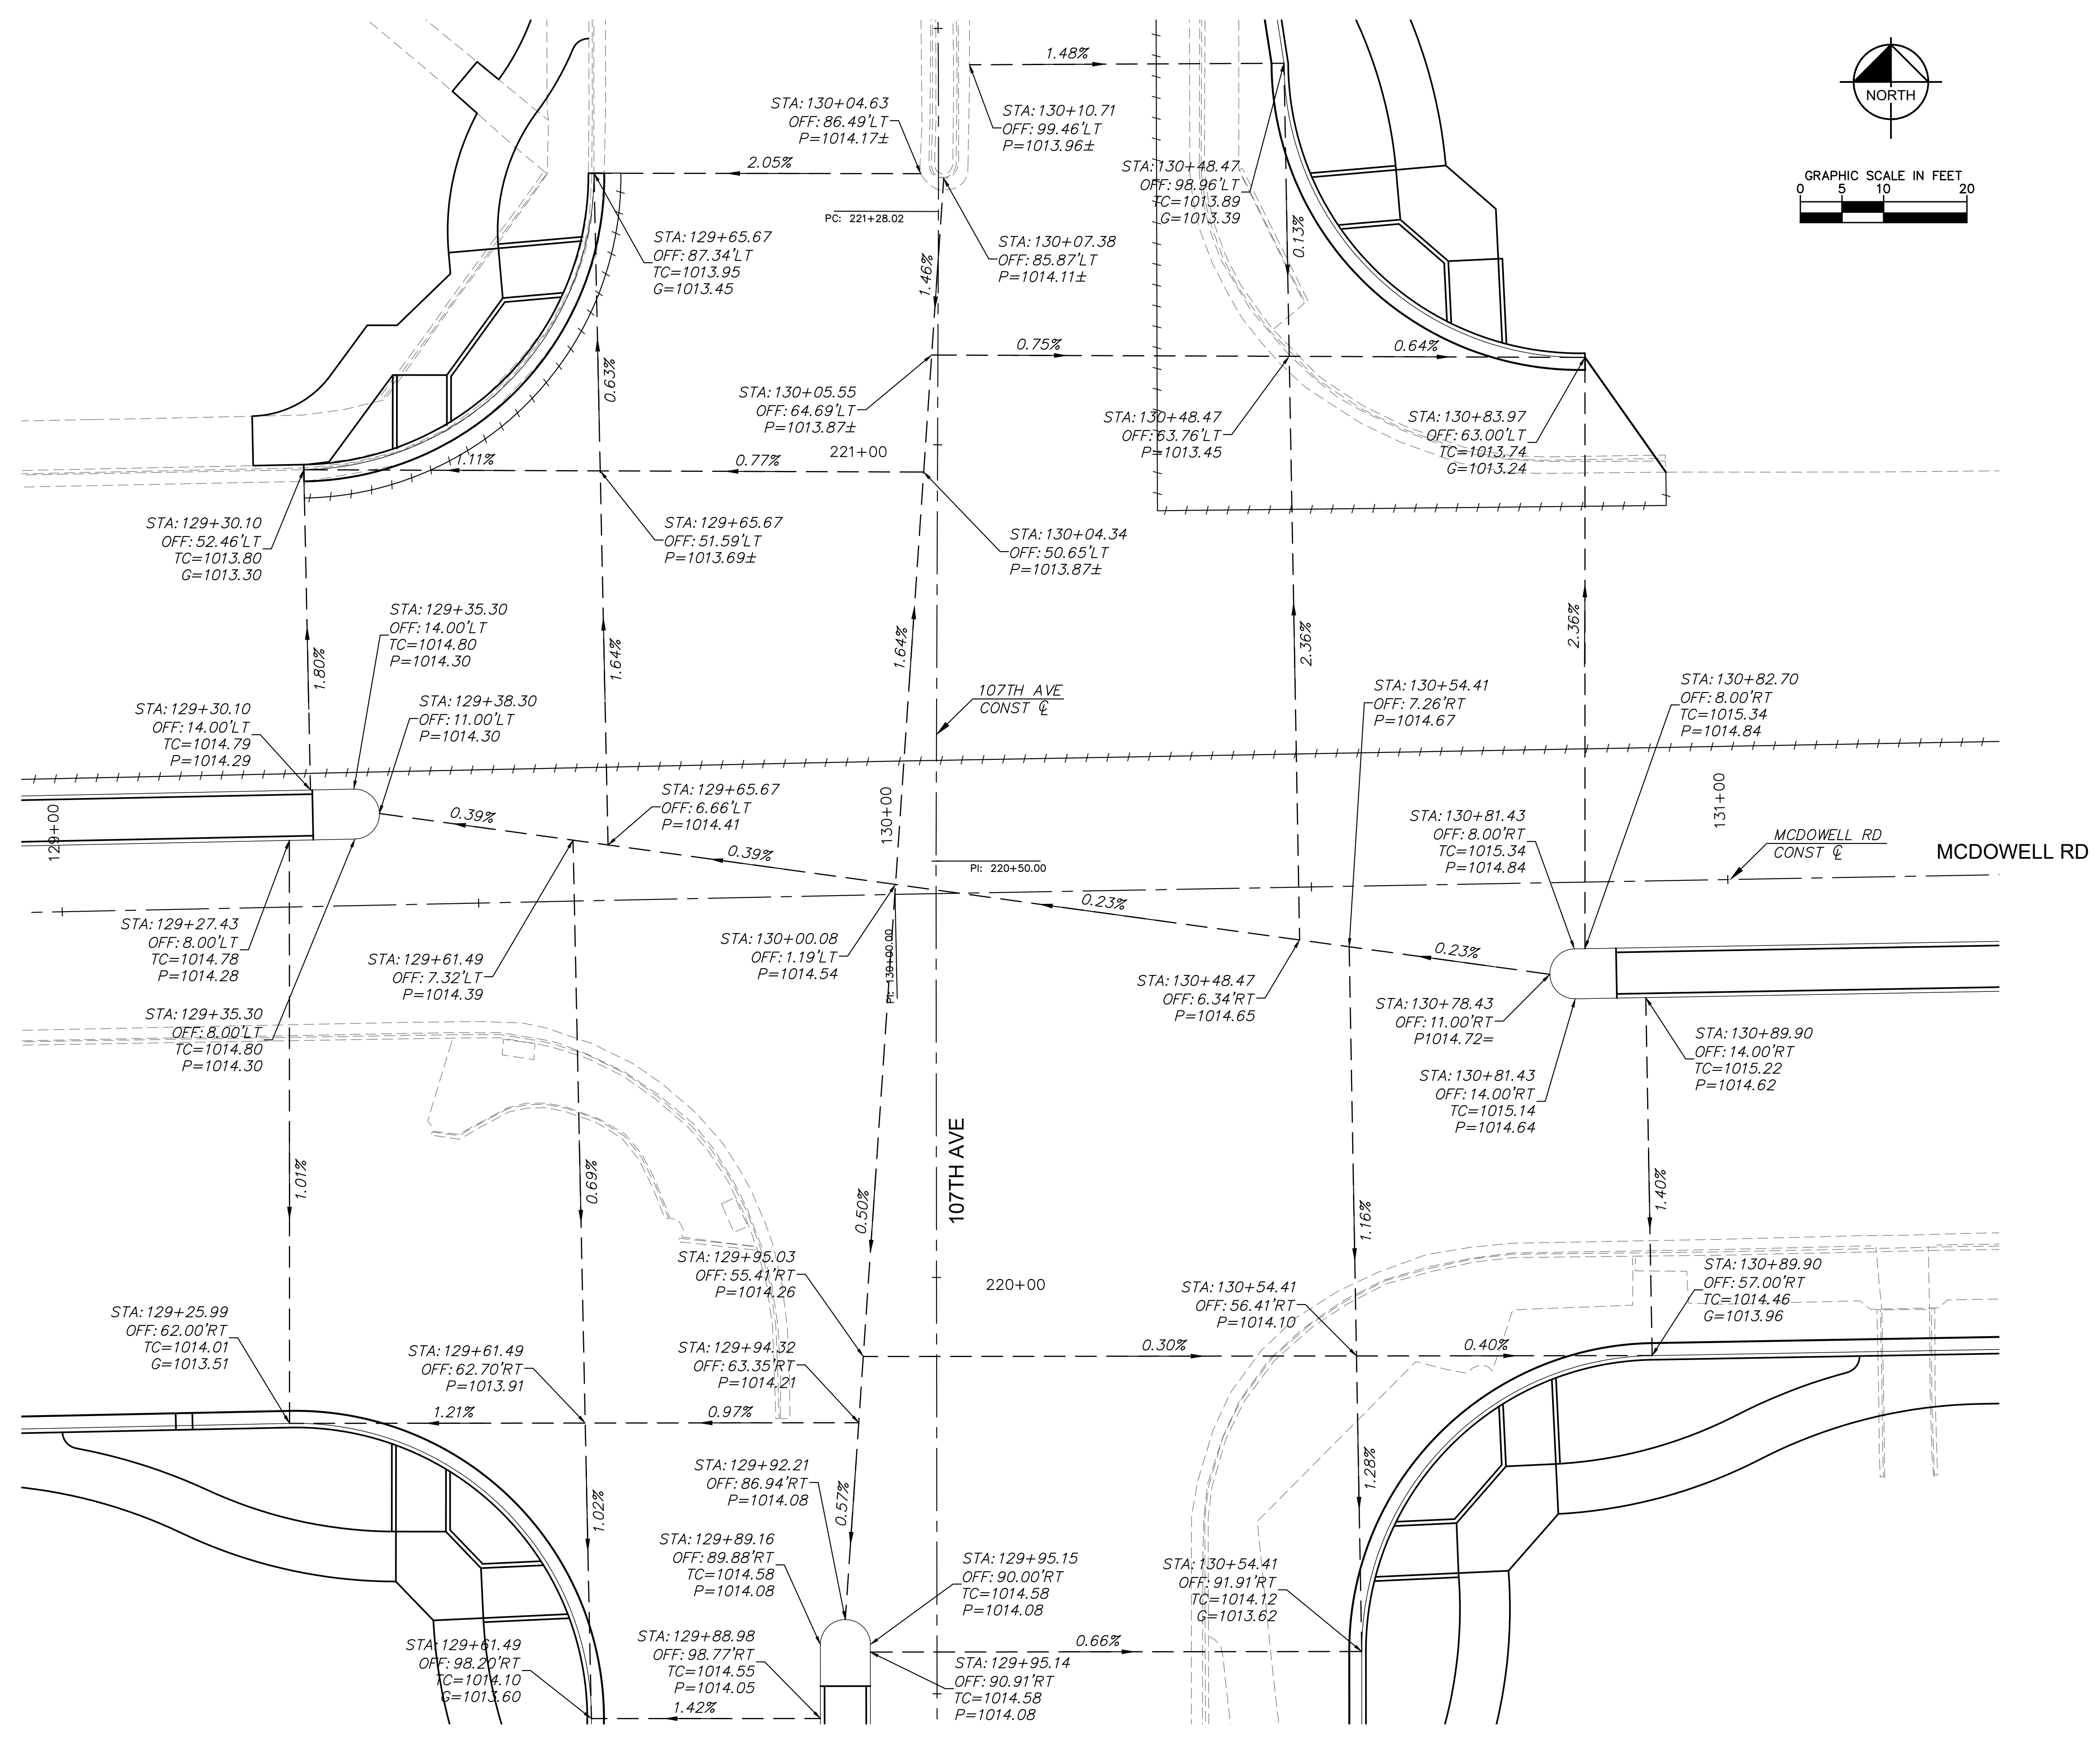 1.48%
NORTH
GRAPHIC SCALE IN FEET
0 5 10 20
STA: 130+04.63
OFF: 86.49'LT
P=1014.17±
STA: 130+10.71
OFF: 99.46'LT
P=1013.96±
2.05%
STA: 130+48.47
OFF: 98.96'LT
TC=1013.89
G=1013.39
PC: 221+28.02
0.13%
STA: 129+65.67
OFF: 87.34'LT
TC=1013.95
G=1013.45
STA: 130+07.38
OFF: 85.87'LT
P=1014.11±
1.46%
0.63%
0.75%
0.64%
STA: 130+05.55
OFF: 64.69'LT
P=1013.87±
STA: 130+48.47
OFF: 63.76'LT
P=1013.45
STA: 130+83.97
OFF: 63.00'LT
TC=1013.74
G=1013.24
221+00
1.11%
0.77%
STA: 129+30.10
OFF: 52.46'LT
TC=1013.80
G=1013.30
STA: 129+65.67
OFF: 51.59'LT
P=1013.69±
STA: 130+04.34
OFF: 50.65'LT
P=1013.87±
STA: 129+35.30
OFF: 14.00'LT
TC=1014.80
P=1014.30
1.80%
1.64%
1.64%
2.36%
2.36%
STA: 129+30.10
OFF: 14.00'LT
TC=1014.79
P=1014.29
STA: 129+38.30
OFF: 11.00'LT
P=1014.30
107TH AVE
CONST ℄
STA: 130+54.41
OFF: 7.26'RT
P=1014.67
STA: 130+82.70
OFF: 8.00'RT
TC=1015.34
P=1014.84
129+00
0.39%
STA: 129+65.67
OFF: 6.66'LT
P=1014.41
130+00
131+00
0.39%
STA: 130+81.43
OFF: 8.00'RT
TC=1015.34
P=1014.84
MCDOWELL RD
CONST ℄
MCDOWELL RD
PI: 220+50.00
0.23%
STA: 129+27.43
OFF: 8.00'LT
TC=1014.78
P=1014.28
STA: 129+61.49
OFF: 7.32'LT
P=1014.39
STA: 130+00.08
OFF: 1.19'LT
P=1014.54
PI: 130+00.00
0.23%
STA: 130+48.47
OFF: 6.34'RT
P=1014.65
STA: 130+78.43
OFF: 11.00'RT
P1014.72=
STA: 129+35.30
OFF: 8.00'LT
TC=1014.80
P=1014.30
STA: 130+89.90
OFF: 14.00'RT
TC=1015.22
P=1014.62
STA: 130+81.43
OFF: 14.00'RT
TC=1015.14
P=1014.64
1.01%
0.69%
0.50%
107TH AVE
1.16%
1.40%
STA: 129+95.03
OFF: 55.41'RT
P=1014.26
220+00
STA: 130+54.41
OFF: 56.41'RT
P=1014.10
STA: 130+89.90
OFF: 57.00'RT
TC=1014.46
G=1013.96
STA: 129+25.99
OFF: 62.00'RT
TC=1014.01
G=1013.51
STA: 129+61.49
OFF: 62.70'RT
P=1013.91
STA: 129+94.32
OFF: 63.35'RT
P=1014.21
0.30%
0.40%
1.21%
0.97%
STA: 129+92.21
OFF: 86.94'RT
P=1014.08
1.02%
0.57%
1.28%
STA: 129+89.16
OFF: 89.88'RT
TC=1014.58
P=1014.08
STA: 129+95.15
OFF: 90.00'RT
TC=1014.58
P=1014.08
STA: 130+54.41
OFF: 91.91'RT
TC=1014.12
G=1013.62
STA: 129+61.49
OFF: 98.20'RT
TC=1014.10
G=1013.60
STA: 129+88.98
OFF: 98.77'RT
TC=1014.55
P=1014.05
0.66%
STA: 129+95.14
OFF: 90.91'RT
TC=1014.58
P=1014.08
1.42%